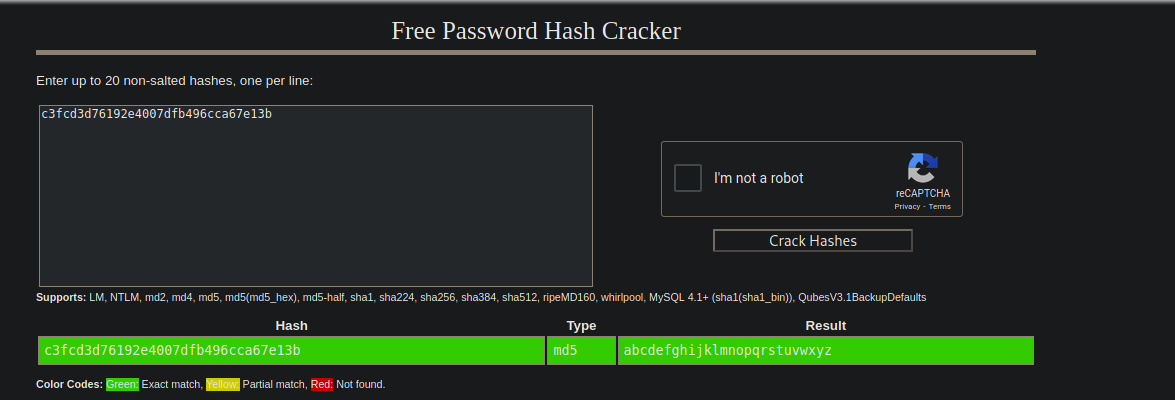 Free Password Hash Cracker
Enter up to 20 non-salted hashes, one per line:
c3fcd3d76192e4007dfb496cca67e13b
I'm not a robot
reCAPTCHA
Privacy - Terms
Crack Hashes
Supports: LM, NTLM, md2, md4, md5, md5(md5_hex), md5-half, sha1, sha224, sha256, sha384, sha512, ripeMD160, whirlpool, MySQL 4.1+ (sha1(sha1_bin)), QubesV3.1BackupDefaults
Hash Type Result
c3fcd3d76192e4007dfb496cca67e13b md5 abcdefghijklmnopqrstuvwxyz
Color Codes: Green: Exact match, Yellow: Partial match, Red: Not found.